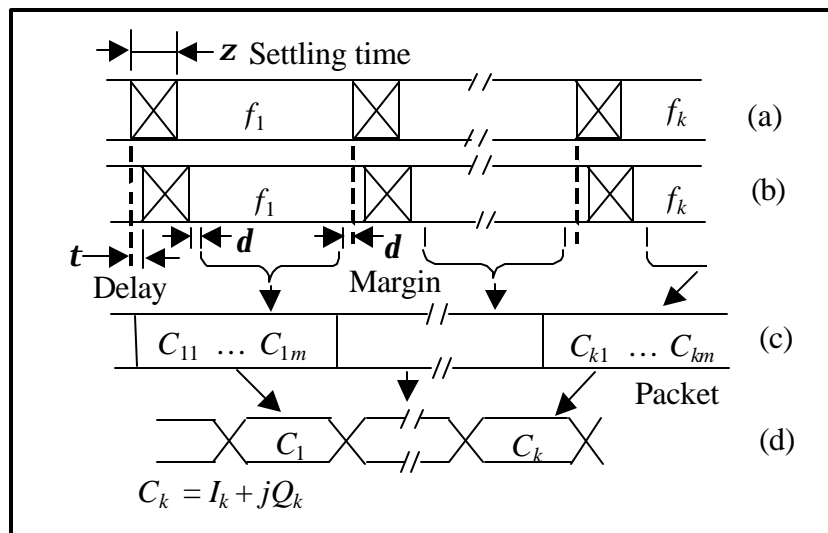 z Settling time
f1 fk (a)
f1 fk (b)
t d d
Delay Margin
C11 … C1m Ck1 … Ckm (c)
Packet
C1 Ck (d)
Ck = Ik + jQk